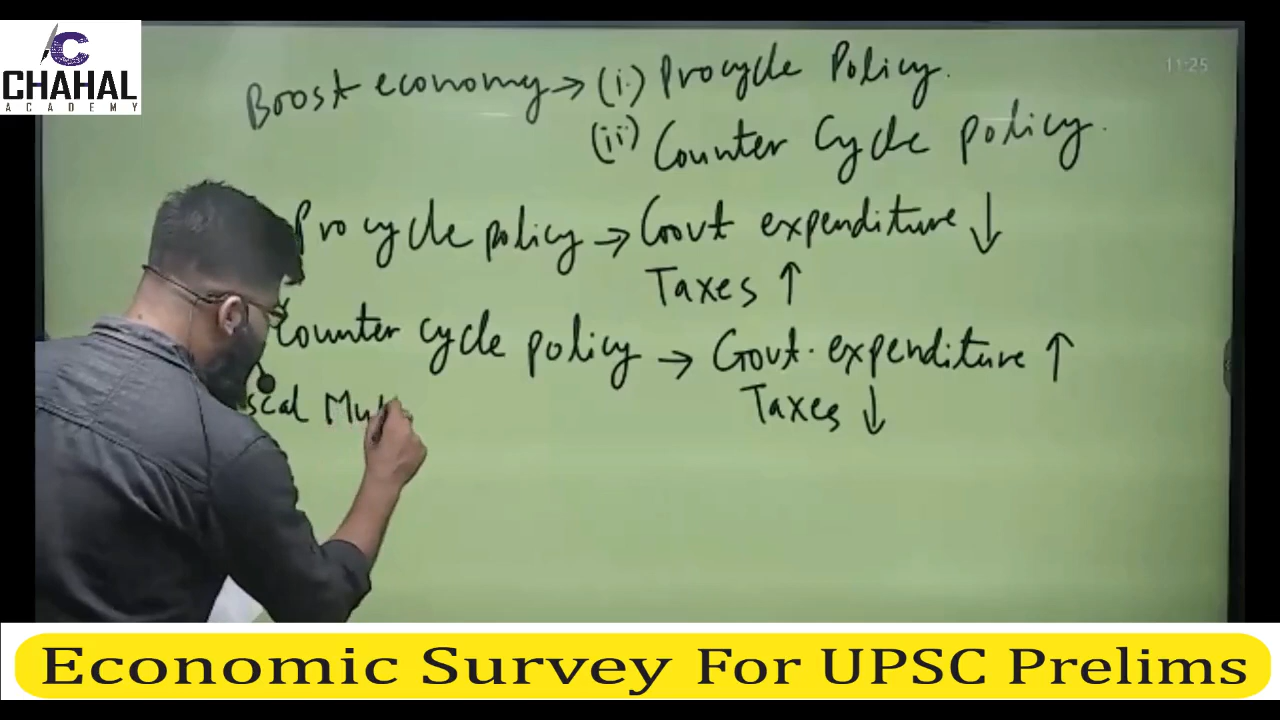 CHAHAL
ACADEMY
11:25
Boost economy → (i) Procycle Policy.
(ii) Counter Cycle policy.
Procycle policy → Govt expenditure ↓
Taxes ↑
Counter cycle policy → Govt. expenditure ↑
Taxes ↓
Economic Survey For UPSC Prelims